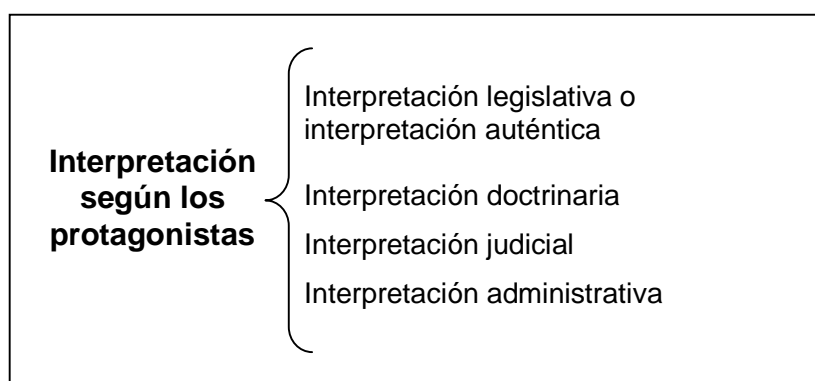 Interpretación
según los
protagonistas
Interpretación legislativa o
interpretación auténtica
Interpretación doctrinaria
Interpretación judicial
Interpretación administrativa